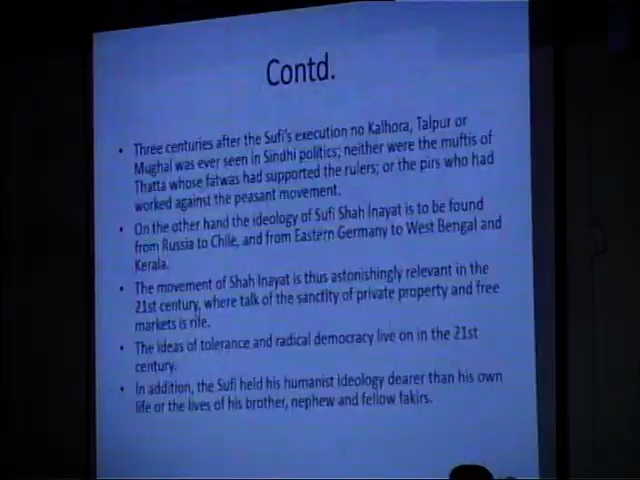 Contd.
• Three centuries after the Sufi's execution no Kalhora, Talpur or
Mughal was ever seen in Sindhi politics; neither were the muftis of
Thatta whose fatwas had supported the rulers; or the pirs who had
worked against the peasant movement.
• On the other hand the ideology of Sufi Shah Inayat is to be found
from Russia to Chile, and from Eastern Germany to West Bengal and
Kerala.
• The movement of Shah Inayat is thus astonishingly relevant in the
21st century, where talk of the sanctity of private property and free
markets is rife.
• The ideas of tolerance and radical democracy live on in the 21st
century.
• In addition, the Sufi held his humanist ideology dearer than his own
life or the lives of his brother, nephew and fellow fakirs.